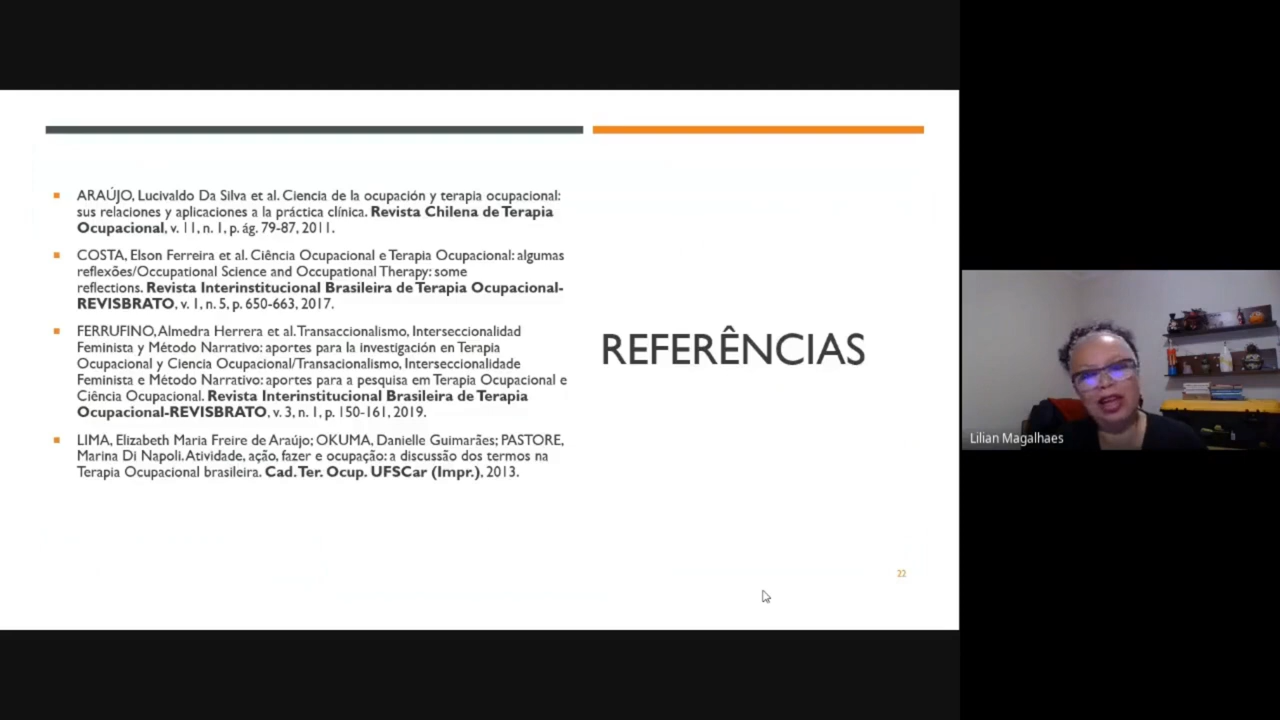 ARAÚJO, Lucivaldo Da Silva et al. Ciencia de la ocupación y terapia ocupacional:
sus relaciones y aplicaciones a la práctica clínica. Revista Chilena de Terapia
Ocupacional, v. 11, n. 1, p. ág. 79-87, 2011.
COSTA, Elson Ferreira et al. Ciência Ocupacional e Terapia Ocupacional: algumas
reflexões/Occupational Science and Occupational Therapy: some
reflections. Revista Interinstitucional Brasileira de Terapia Ocupacional-
REVISBRATO, v. 1, n. 5, p. 650-663, 2017.
FERRUFINO, Almedra Herrera et al. Transaccionalismo, Interseccionalidad
Feminista y Método Narrativo: aportes para la investigación en Terapia
Ocupacional y Ciencia Ocupacional/Transacionalismo, Interseccionalidade
Feminista e Método Narrativo: aportes para a pesquisa em Terapia Ocupacional e
Ciência Ocupacional. Revista Interinstitucional Brasileira de Terapia
Ocupacional-REVISBRATO, v. 3, n. 1, p. 150-161, 2019.
LIMA, Elizabeth Maria Freire de Araújo; OKUMA, Danielle Guimarães; PASTORE,
Marina Di Napoli. Atividade, ação, fazer e ocupação: a discussão dos termos na
Terapia Ocupacional brasileira. Cad. Ter. Ocup. UFSCar (Impr.), 2013.
REFERÊNCIAS
22
Lilian Magalhaes